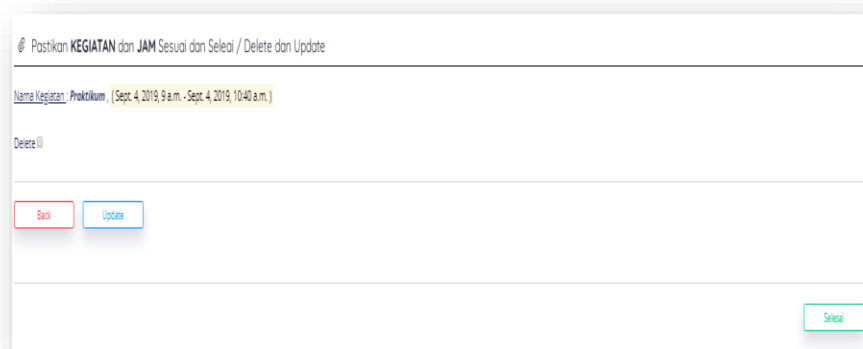 Pastikan KEGIATAN dan JAM Sesuai dan Seleai / Delete dan Update
Nama Kegiatan : Praktikum , ( Sept. 4, 2019, 9 a.m. - Sept. 4, 2019, 10:40 a.m. )
Delete
Back Update
Selesai